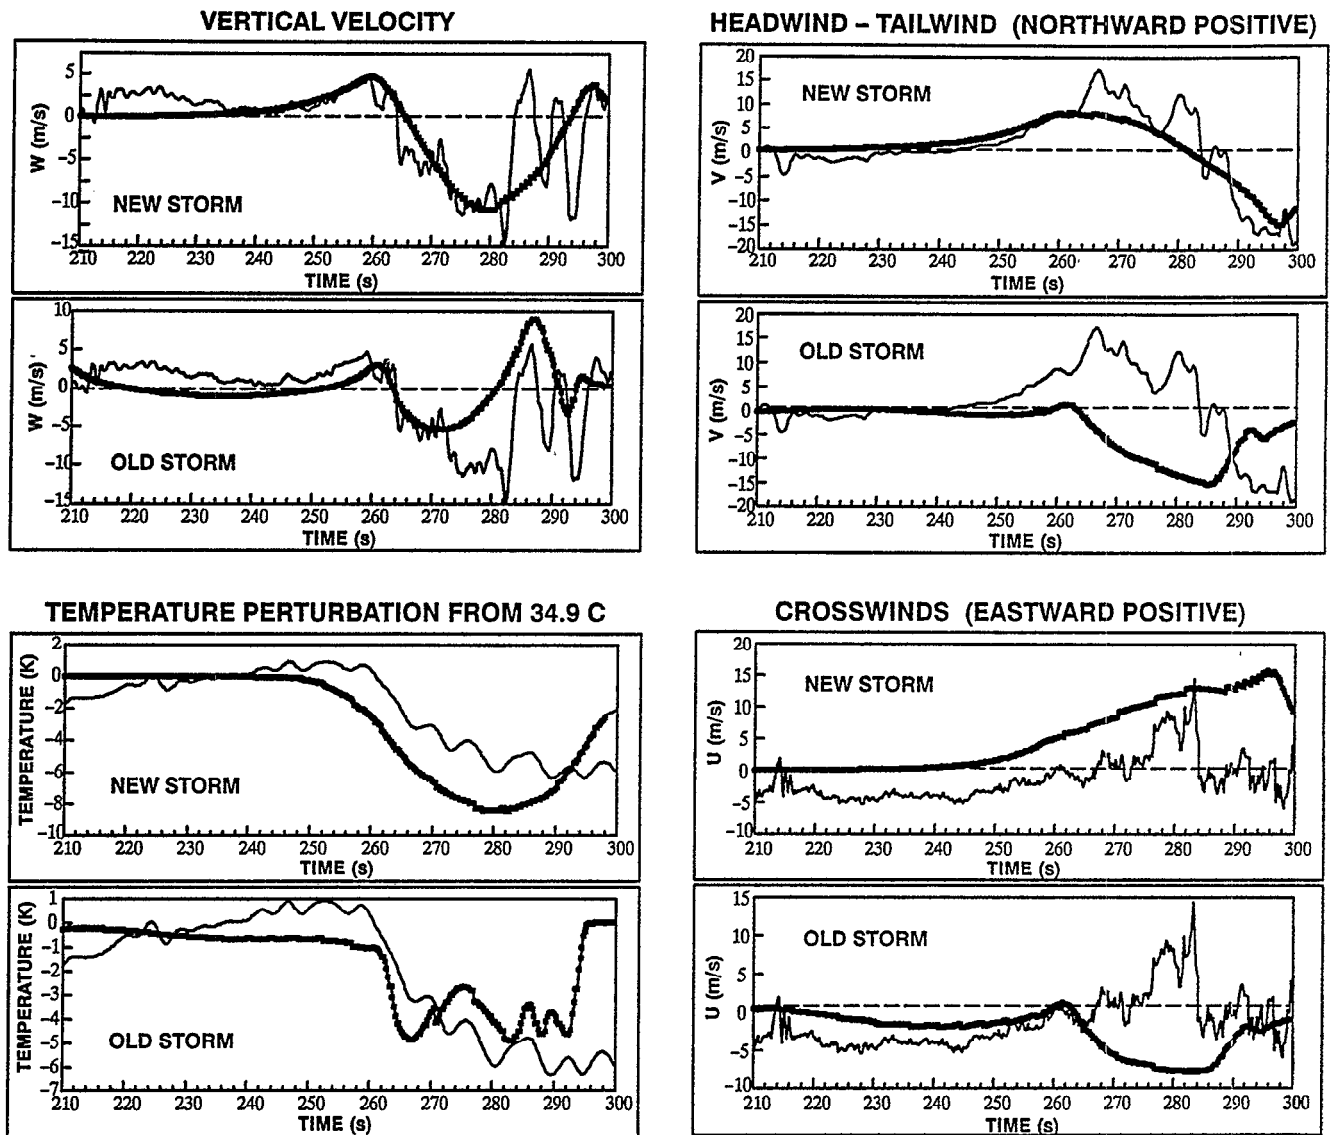 VERTICAL VELOCITY
5
0
−5
−10
−15
W (m/s)
NEW STORM
210 220 230 240 250 260 270 280 290 300
TIME (s)
10
5
0
−5
−10
−15
W (m/s)
OLD STORM
210 220 230 240 250 260 270 280 290 300
TIME (s)
HEADWIND – TAILWIND (NORTHWARD POSITIVE)
20
15
10
5
0
−5
−10
−15
−20
V (m/s)
NEW STORM
210 220 230 240 250 260 270 280 290 300
TIME (s)
20
15
10
5
0
−5
−10
−15
−20
V (m/s)
OLD STORM
210 220 230 240 250 260 270 280 290 300
TIME (s)
TEMPERATURE PERTURBATION FROM 34.9 C
2
0
−2
−4
−6
−8
−10
TEMPERATURE (K)
NEW STORM
210 220 230 240 250 260 270 280 290 300
TIME (s)
1
0
−1
−2
−3
−4
−5
−6
−7
TEMPERATURE (K)
OLD STORM
210 220 230 240 250 260 270 280 290 300
TIME (s)
CROSSWINDS (EASTWARD POSITIVE)
20
15
10
5
0
−5
−10
U (m/s)
NEW STORM
210 220 230 240 250 260 270 280 290 300
TIME (s)
15
10
5
0
−5
−10
U (m/s)
OLD STORM
210 220 230 240 250 260 270 280 290 300
TIME (s)